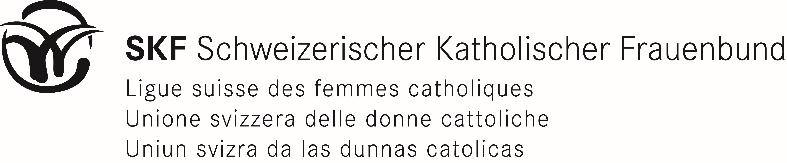 SKF Schweizerischer Katholischer Frauenbund
Ligue suisse des femmes catholiques
Unione svizzera delle donne cattoliche
Uniun svizra da las dunnas catolicas